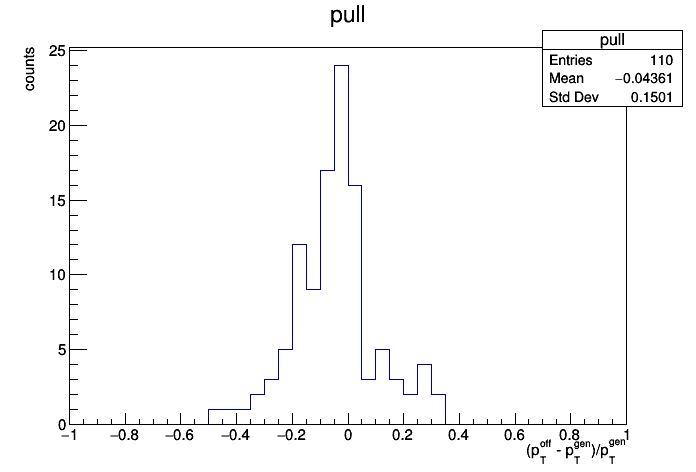 pull
counts
pull
Entries 110
Mean −0.04361
Std Dev 0.1501
25
20
15
10
5
0
−1 −0.8 −0.6 −0.4 −0.2 0 0.2 0.4 0.6 0.8 1
(p_T^off - p_T^gen)/p_T^gen